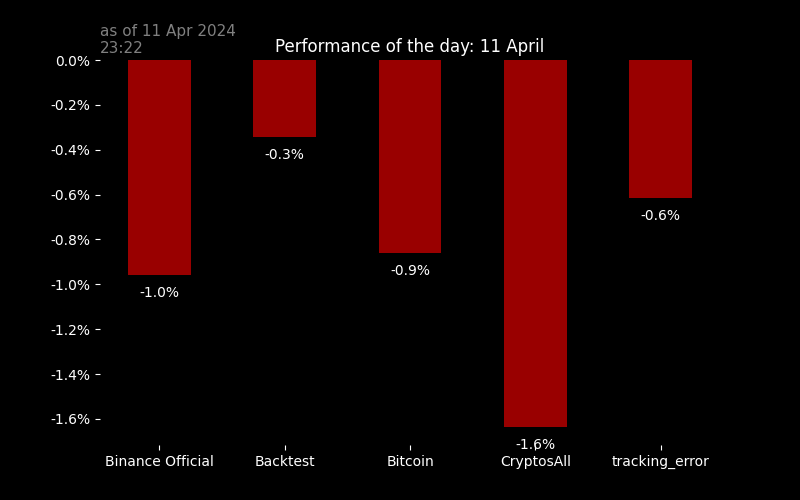 as of 11 Apr 2024
23:22
Performance of the day: 11 April
0.0%
-0.2%
-0.4%
-0.6%
-0.8%
-1.0%
-1.2%
-1.4%
-1.6%
-1.0%
-0.3%
-0.9%
-1.6%
-0.6%
Binance Official
Backtest
Bitcoin
CryptosAll
tracking_error